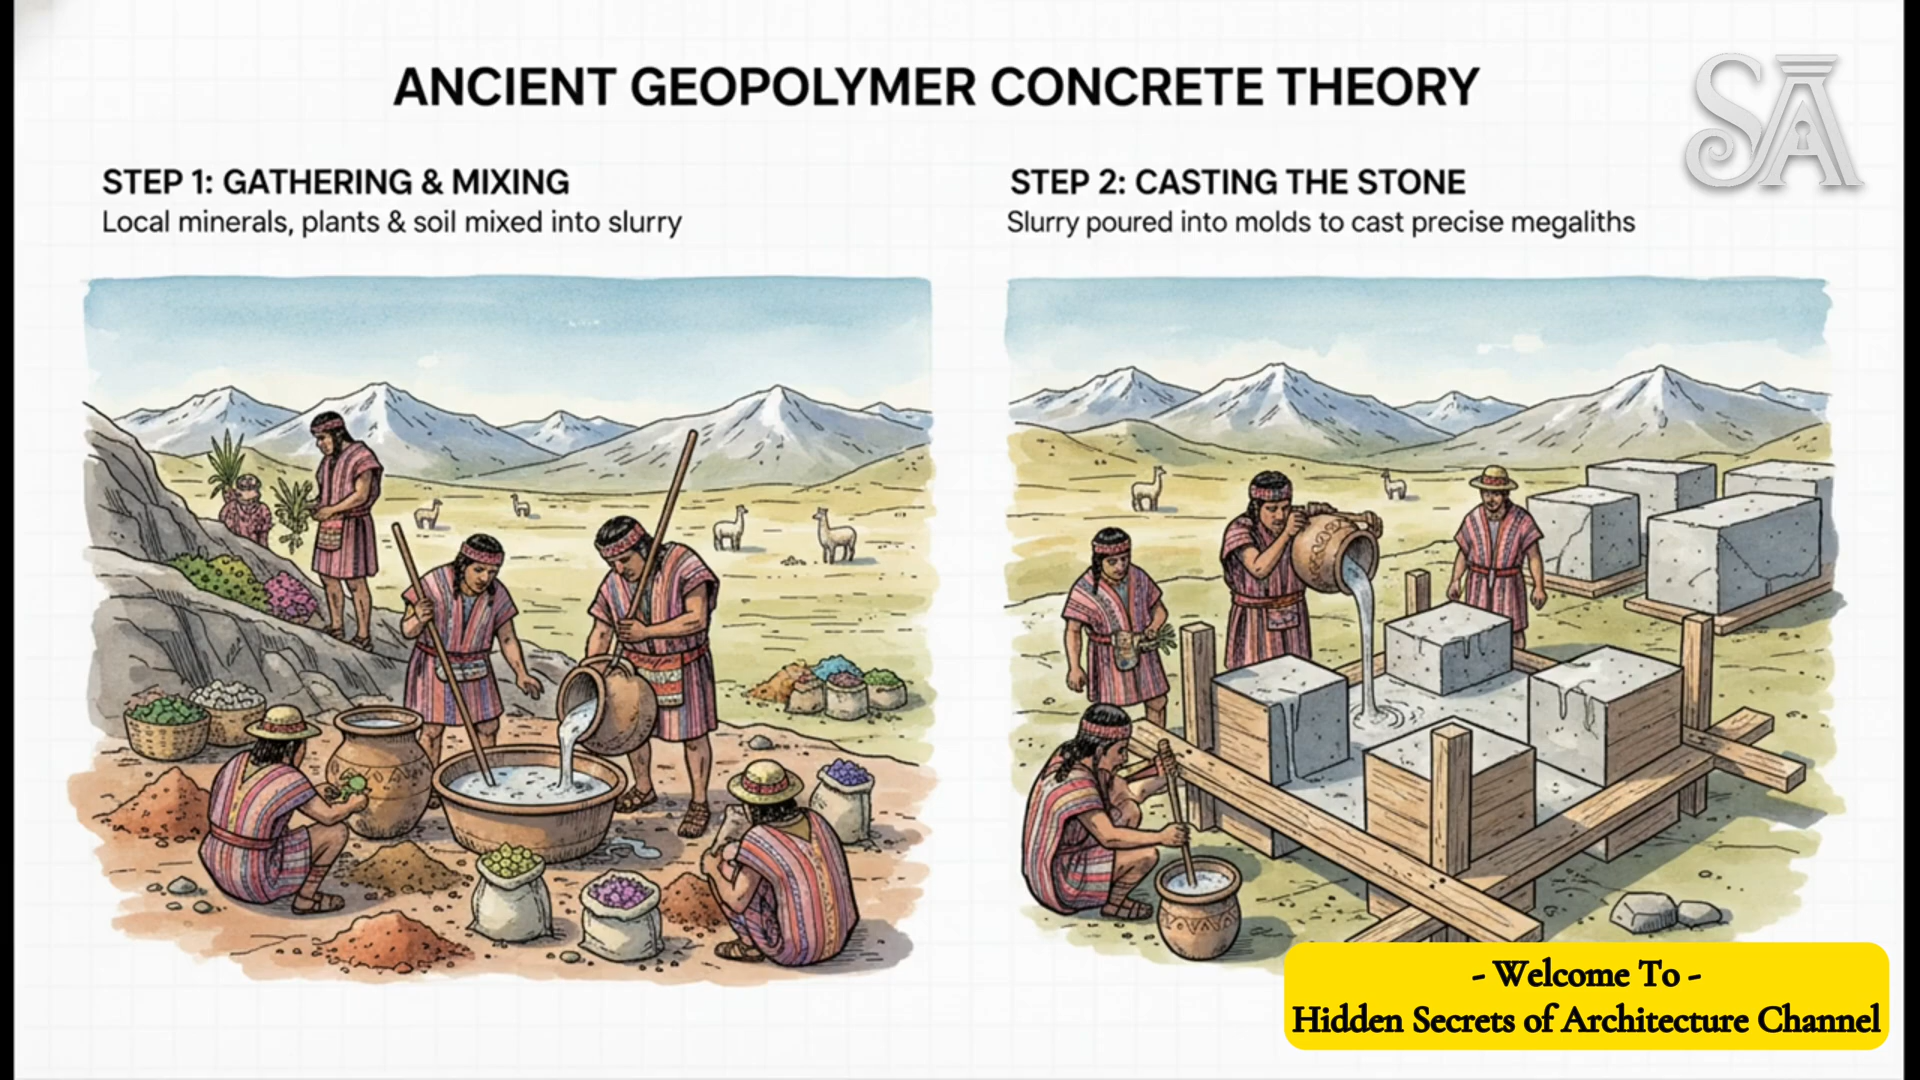 ANCIENT GEOPOLYMER CONCRETE THEORY
SA
STEP 1: GATHERING & MIXING
Local minerals, plants & soil mixed into slurry
STEP 2: CASTING THE STONE
Slurry poured into molds to cast precise megaliths
- Welcome To -
Hidden Secrets of Architecture Channel